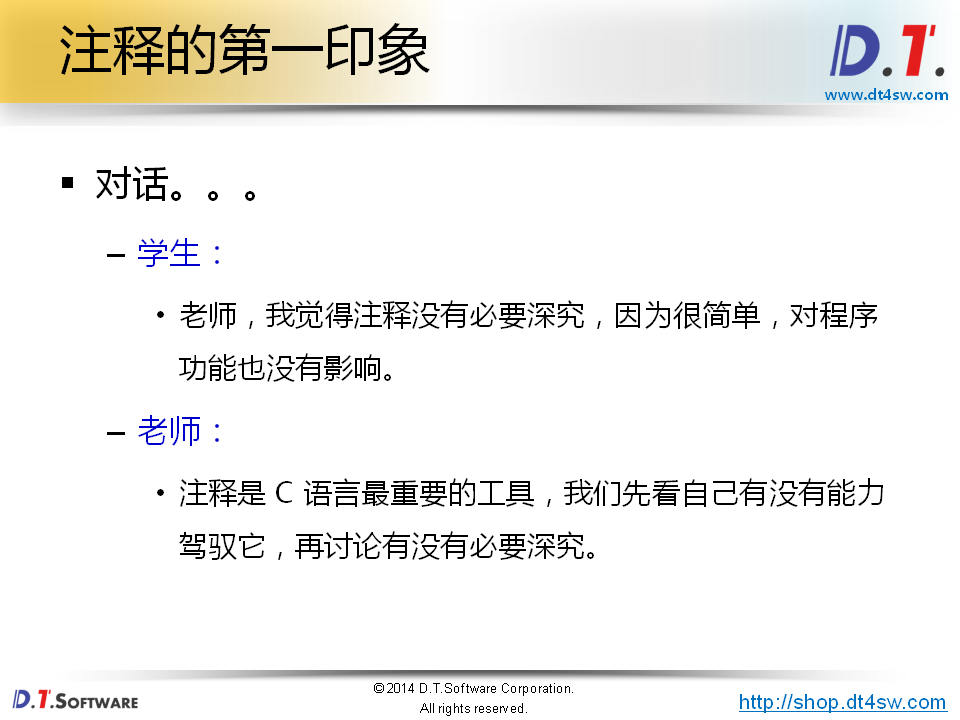 注释的第一印象
D.T.
www.dt4sw.com
▪ 对话。。。
– 学生：
• 老师，我觉得注释没有必要深究，因为很简单，对程序
功能也没有影响。
– 老师：
• 注释是 C 语言最重要的工具，我们先看自己有没有能力
驾驭它，再讨论有没有必要深究。
D.T.SOFTWARE
©2014 D.T.Software Corporation.
All rights reserved.
http://shop.dt4sw.com